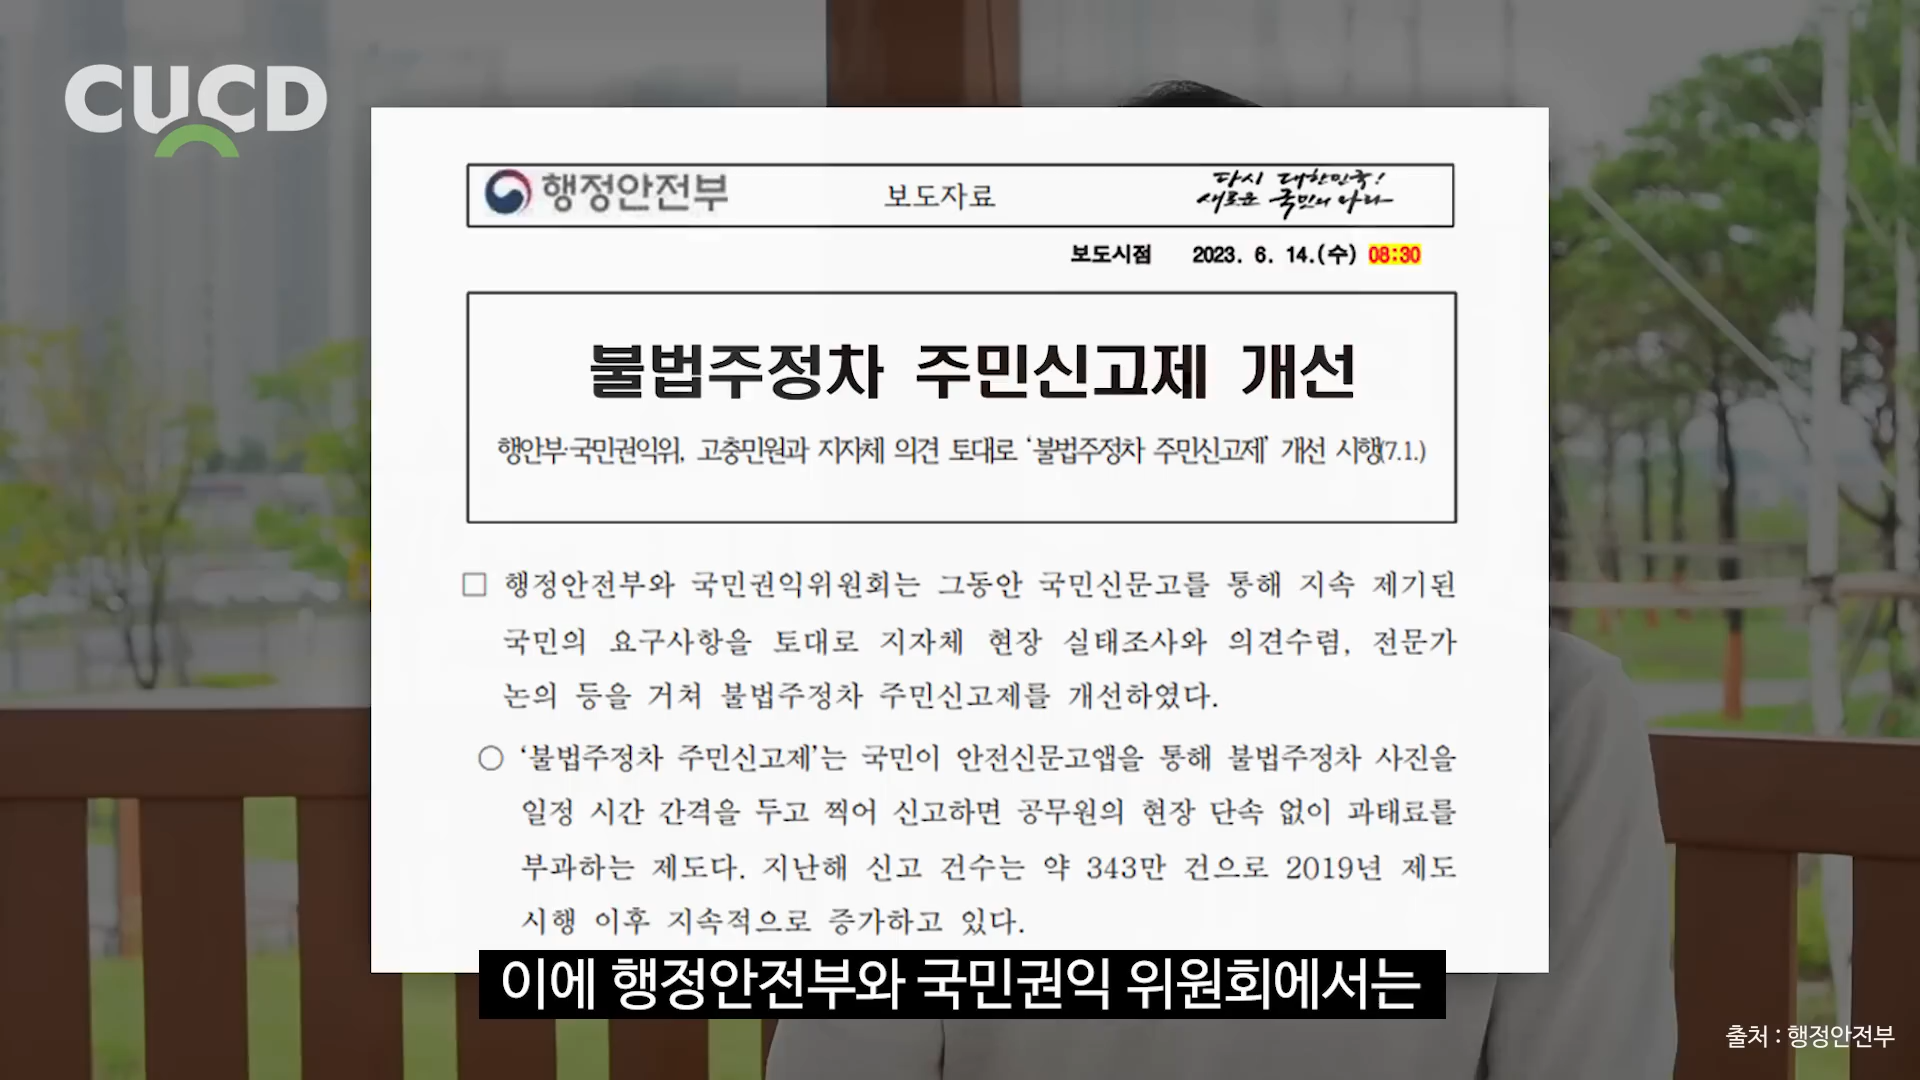 CUCD
행정안전부
보도자료
다시 대한민국!
새로운 국민의 나라
보도시점 2023. 6. 14.(수) 08:30
불법주정차 주민신고제 개선
행안부·국민권익위, 고충민원과 지자체 의견 토대로 ‘불법주정차 주민신고제’ 개선 시행(7.1.)
□ 행정안전부와 국민권익위원회는 그동안 국민신문고를 통해 지속 제기된
국민의 요구사항을 토대로 지자체 현장 실태조사와 의견수렴, 전문가
논의 등을 거쳐 불법주정차 주민신고제를 개선하였다.
○ ‘불법주정차 주민신고제’는 국민이 안전신문고앱을 통해 불법주정차 사진을
일정 시간 간격을 두고 찍어 신고하면 공무원의 현장 단속 없이 과태료를
부과하는 제도다. 지난해 신고 건수는 약 343만 건으로 2019년 제도
시행 이후 지속적으로 증가하고 있다.
이에 행정안전부와 국민권익 위원회에서는
출처 : 행정안전부